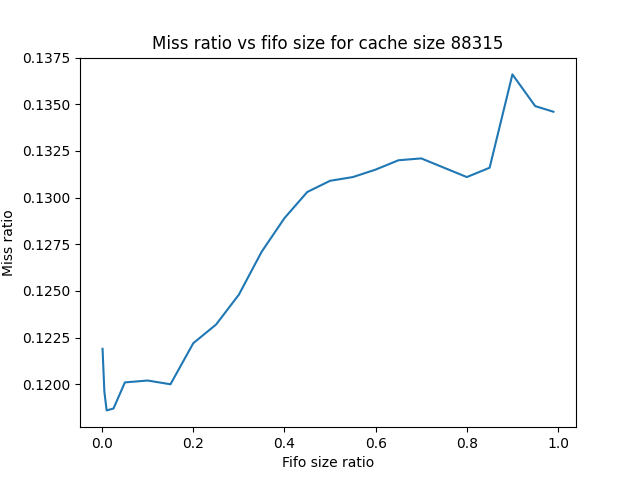 Miss ratio vs fifo size for cache size 88315
0.1375
0.1350
0.1325
0.1300
0.1275
0.1250
0.1225
0.1200
Miss ratio
0.0 0.2 0.4 0.6 0.8 1.0
Fifo size ratio